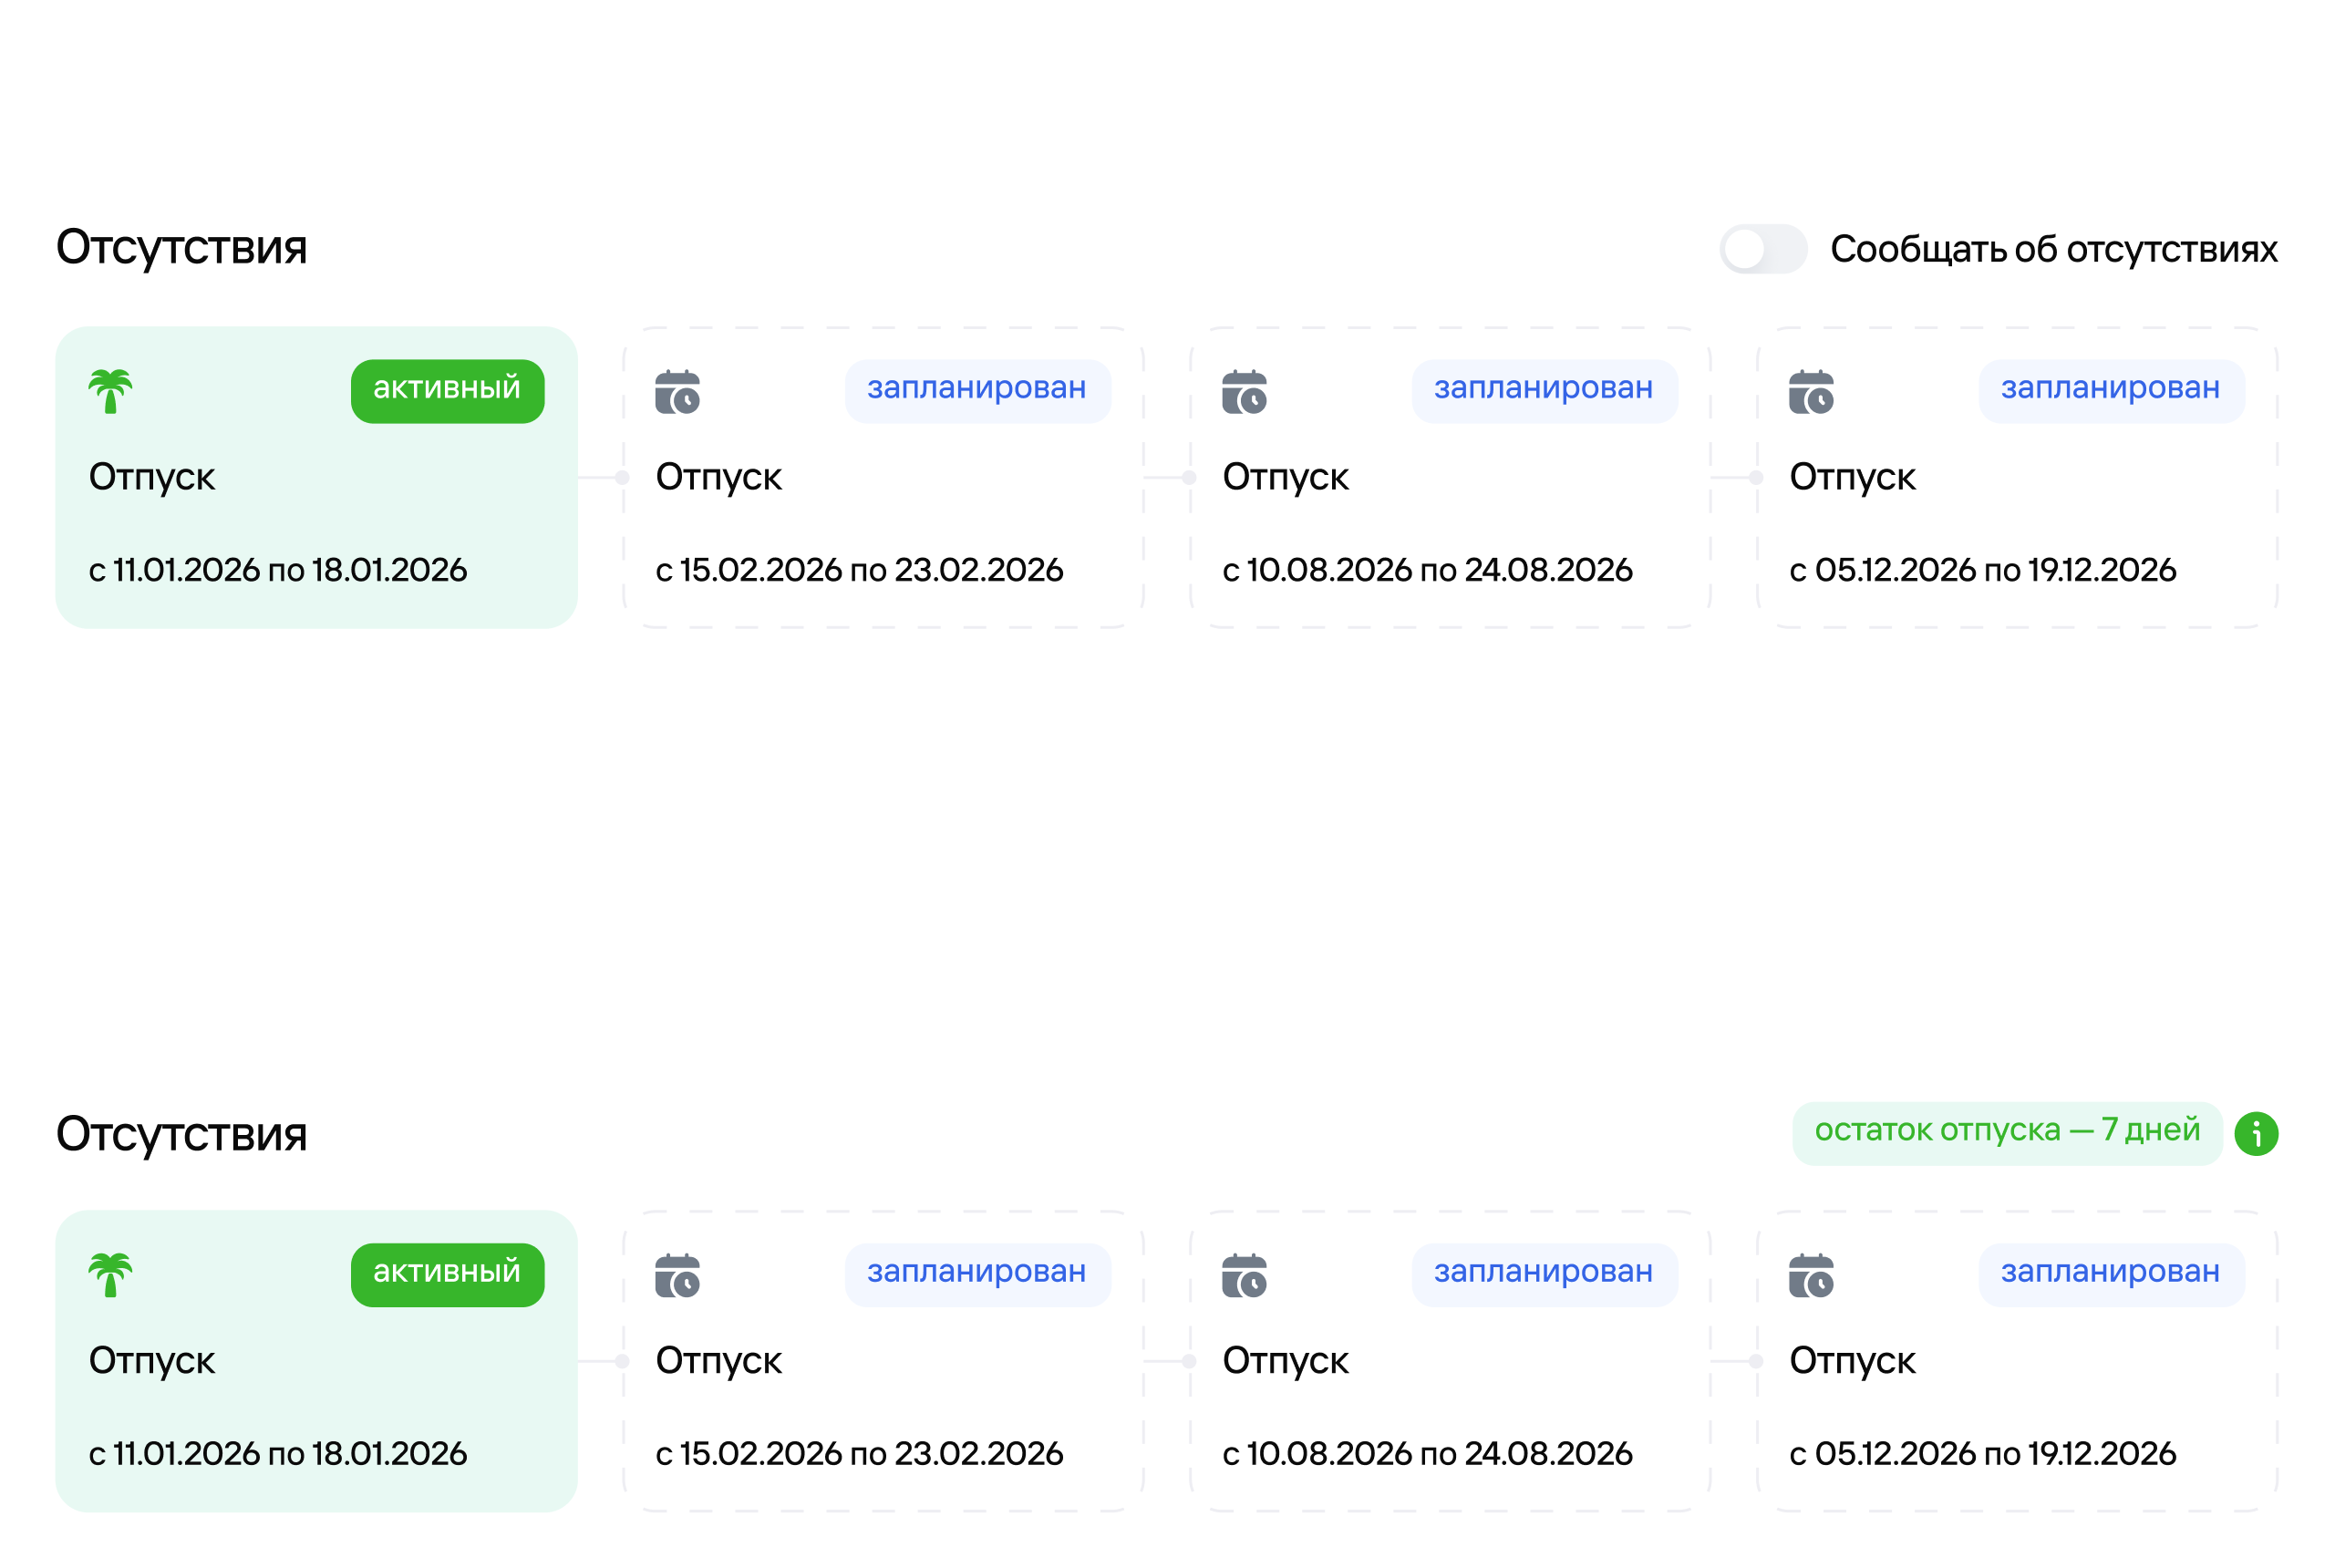 Отсутствия
Сообщать об отсутствиях
активный
запланирован
запланирован
запланирован
Отпуск
Отпуск
Отпуск
Отпуск
с 11.01.2026 по 18.01.2026
с 15.02.2026 по 23.02.2026
с 10.08.2026 по 24.08.2026
с 05.12.2026 по 19.12.2026
Отсутствия
остаток отпуска — 7 дней
активный
запланирован
запланирован
запланирован
Отпуск
Отпуск
Отпуск
Отпуск
с 11.01.2026 по 18.01.2026
с 15.02.2026 по 23.02.2026
с 10.08.2026 по 24.08.2026
с 05.12.2026 по 19.12.2026